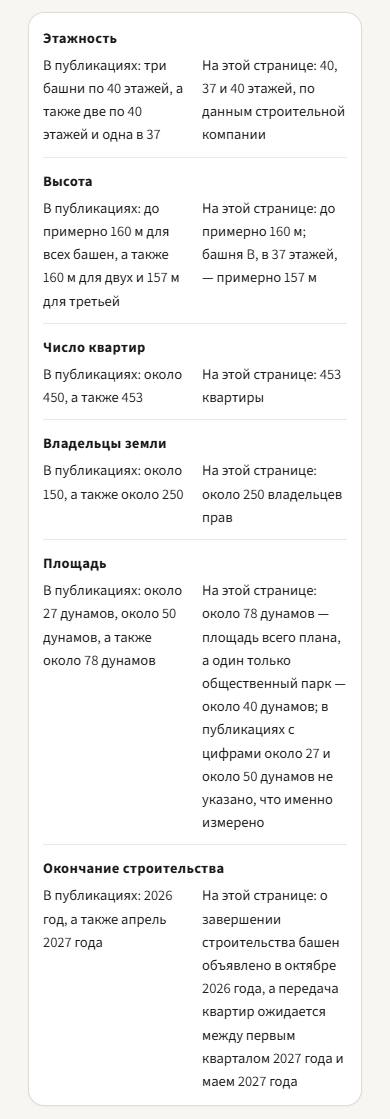 Этажность
В публикациях: три
башни по 40 этажей, а
также две по 40
этажей и одна в 37
На этой странице: 40,
37 и 40 этажей, по
данным строительной
компании
Высота
В публикациях: до
примерно 160 м для
всех башен, а также
160 м для двух и 157 м
для третьей
На этой странице: до
примерно 160 м;
башня B, в 37 этажей,
— примерно 157 м
Число квартир
В публикациях: около
450, а также 453
На этой странице: 453
квартиры
Владельцы земли
В публикациях: около
150, а также около 250
На этой странице:
около 250 владельцев
прав
Площадь
В публикациях: около
27 дунамов, около 50
дунамов, а также
около 78 дунамов
На этой странице:
около 78 дунамов —
площадь всего плана,
а один только
общественный парк —
около 40 дунамов; в
публикациях с
цифрами около 27 и
около 50 дунамов не
указано, что именно
измерено
Окончание строительства
В публикациях: 2026
год, а также апрель
2027 года
На этой странице: о
завершении
строительства башен
объявлено в октябре
2026 года, а передача
квартир ожидается
между первым
кварталом 2027 года и
маем 2027 года